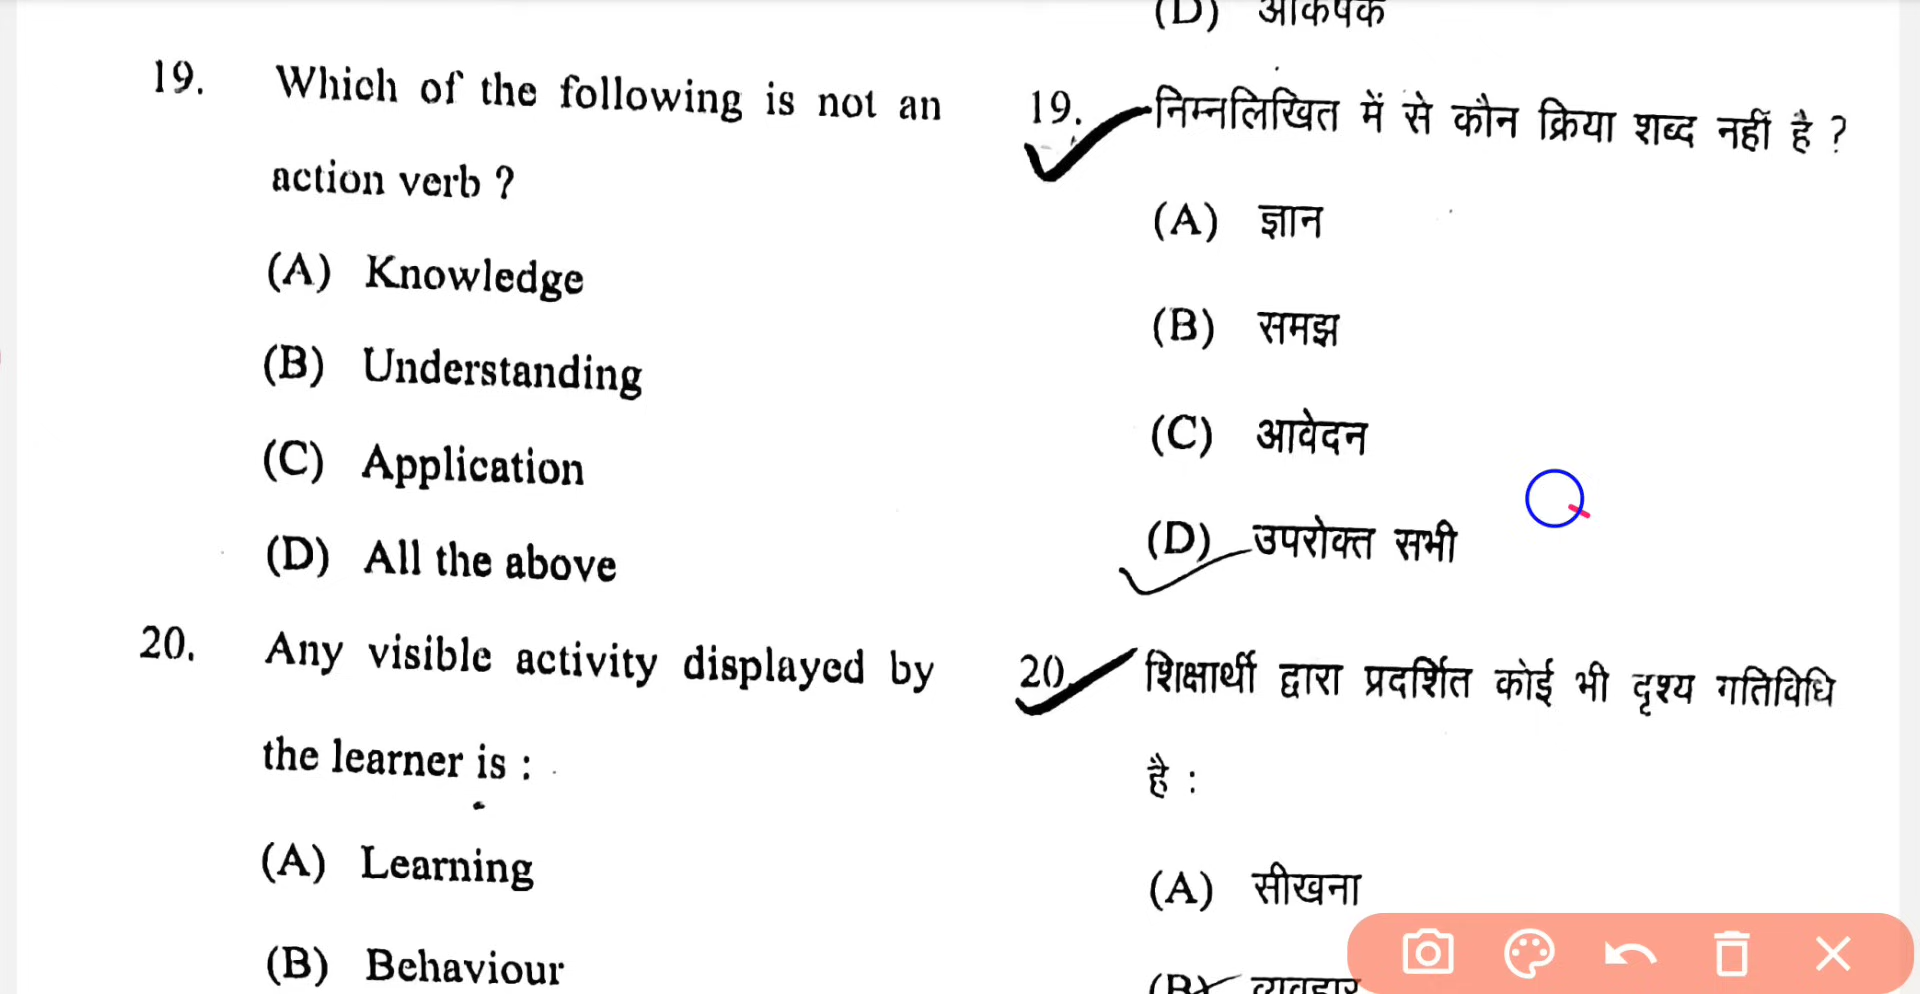 19. Which of the following is not an
action verb ?
(A) Knowledge
(B) Understanding
(C) Application
(D) All the above
20. Any visible activity displayed by
the learner is :
(A) Learning
(B) Behaviour
(D) आकर्षक
19. निम्नलिखित में से कौन क्रिया शब्द नहीं है ?
(A) ज्ञान
(B) समझ
(C) आवेदन
(D) उपरोक्त सभी
20. शिक्षार्थी द्वारा प्रदर्शित कोई भी दृश्य गतिविधि
है :
(A) सीखना
(B) व्यवहार